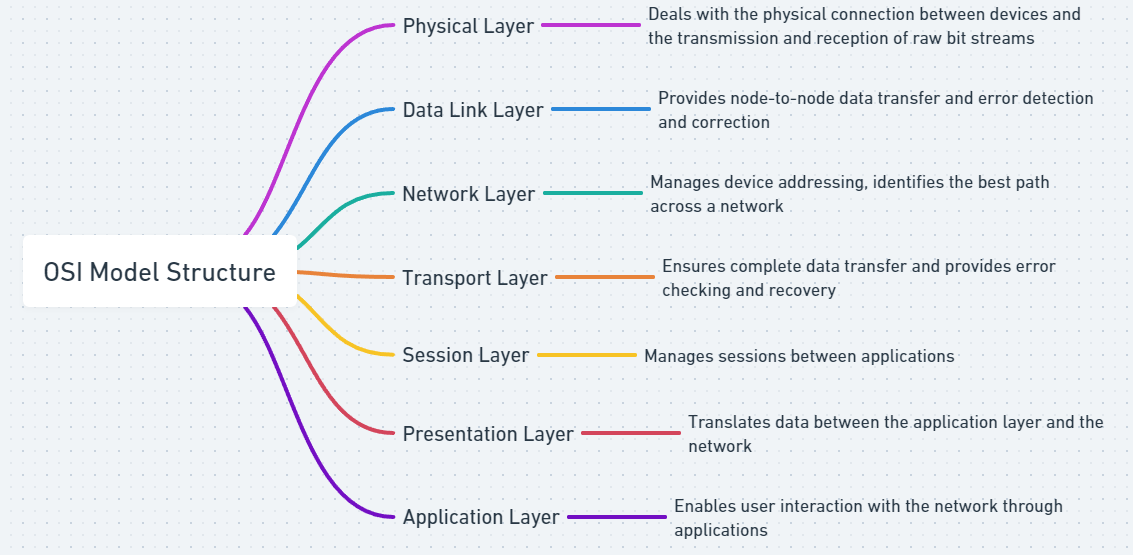 OSI Model Structure
Physical Layer
Deals with the physical connection between devices and
the transmission and reception of raw bit streams
Data Link Layer
Provides node-to-node data transfer and error detection
and correction
Network Layer
Manages device addressing, identifies the best path
across a network
Transport Layer
Ensures complete data transfer and provides error
checking and recovery
Session Layer
Manages sessions between applications
Presentation Layer
Translates data between the application layer and the
network
Application Layer
Enables user interaction with the network through
applications